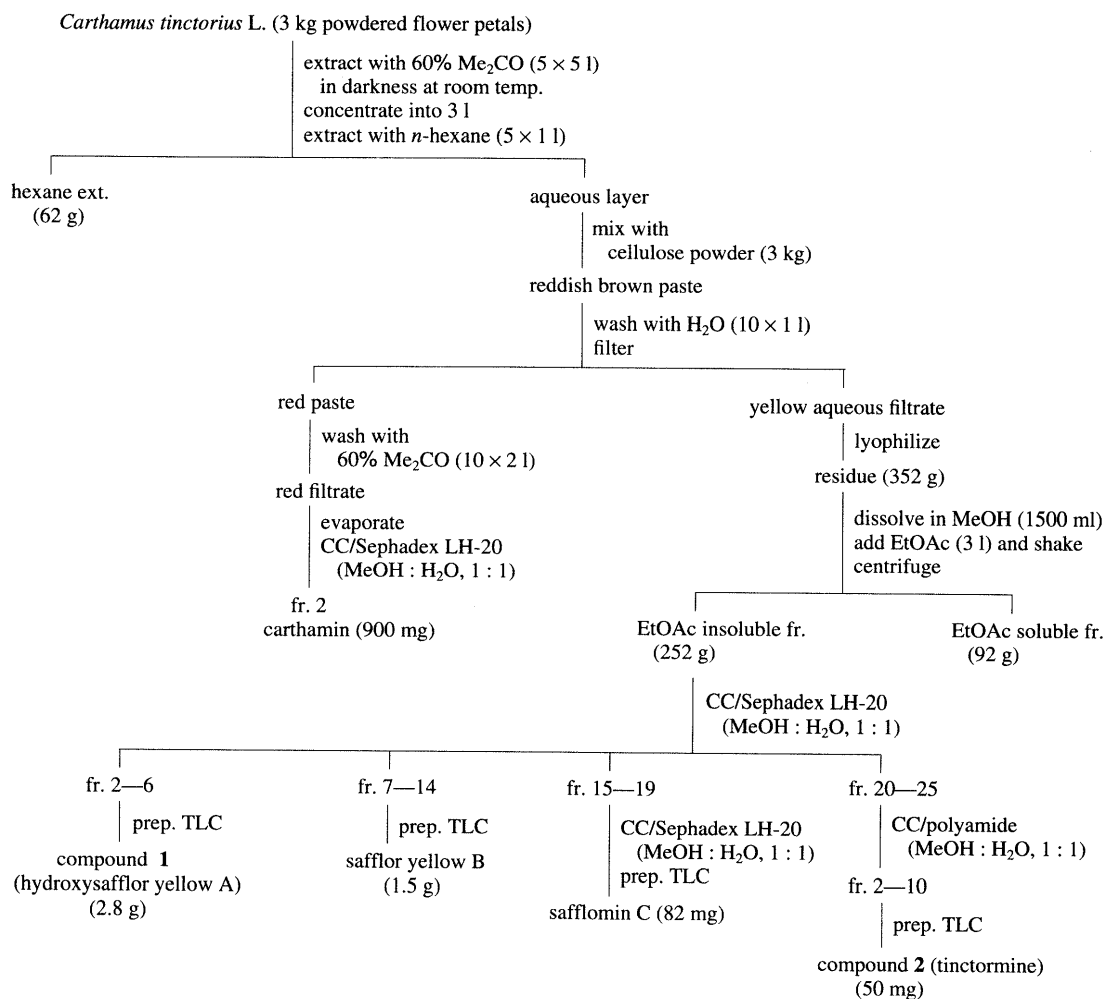 Carthamus tinctorius L. (3 kg powdered flower petals)
extract with 60% Me₂CO (5 × 5 l)
in darkness at room temp.
concentrate into 3 l
extract with n-hexane (5 × 1 l)
hexane ext.
(62 g)
aqueous layer
mix with
cellulose powder (3 kg)
reddish brown paste
wash with H₂O (10 × 1 l)
filter
red paste
wash with
60% Me₂CO (10 × 2 l)
red filtrate
evaporate
CC/Sephadex LH-20
(MeOH : H₂O, 1 : 1)
fr. 2
carthamin (900 mg)
yellow aqueous filtrate
lyophilize
residue (352 g)
dissolve in MeOH (1500 ml)
add EtOAc (3 l) and shake
centrifuge
EtOAc insoluble fr.
(252 g)
EtOAc soluble fr.
(92 g)
CC/Sephadex LH-20
(MeOH : H₂O, 1 : 1)
fr. 2—6
prep. TLC
compound 1
(hydroxysafflor yellow A)
(2.8 g)
fr. 7—14
prep. TLC
safflor yellow B
(1.5 g)
fr. 15—19
CC/Sephadex LH-20
(MeOH : H₂O, 1 : 1)
prep. TLC
safflomin C (82 mg)
fr. 20—25
CC/polyamide
(MeOH : H₂O, 1 : 1)
fr. 2—10
prep. TLC
compound 2 (tinctormine)
(50 mg)